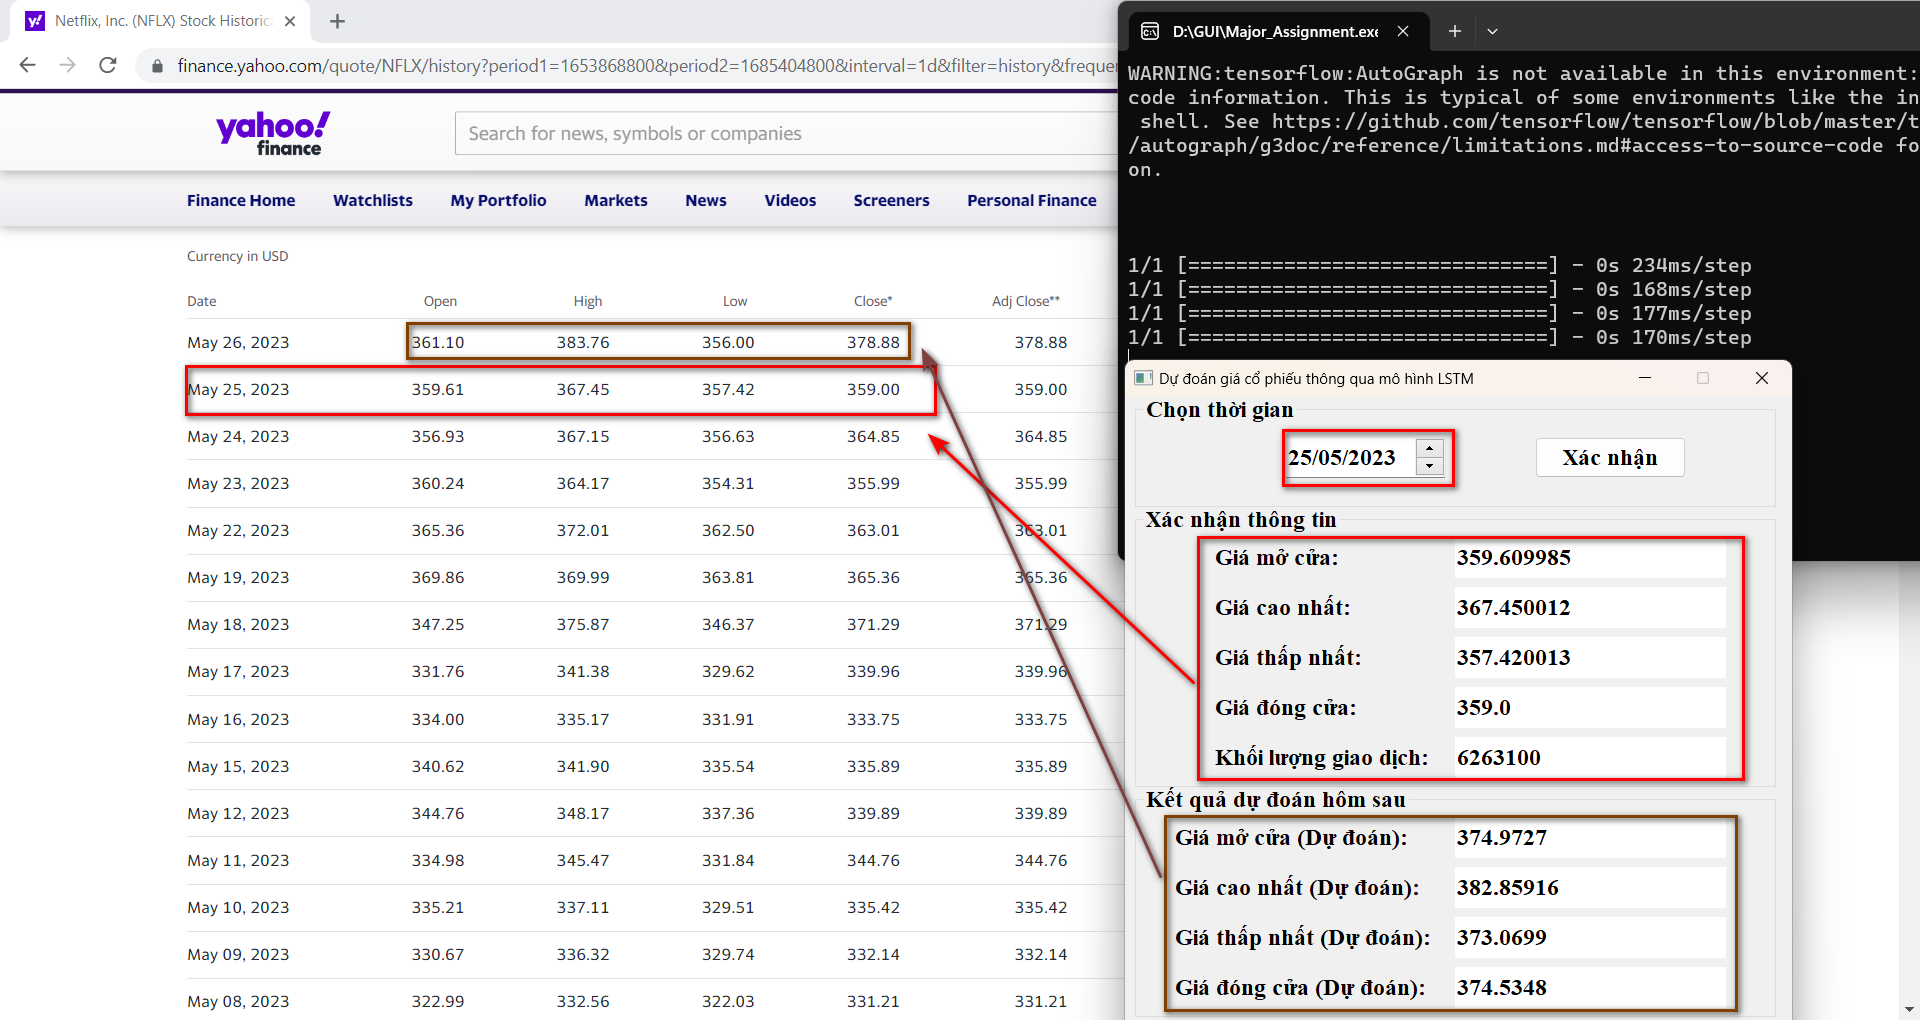 Netflix, Inc. (NFLX) Stock Historic
finance.yahoo.com/quote/NFLX/history?period1=1653868800&period2=1685404800&interval=1d&filter=history&frequen
yahoo!
finance
Search for news, symbols or companies
Finance Home Watchlists My Portfolio Markets News Videos Screeners Personal Finance
Currency in USD
Date Open High Low Close* Adj Close**
May 26, 2023 361.10 383.76 356.00 378.88 378.88
May 25, 2023 359.61 367.45 357.42 359.00 359.00
May 24, 2023 356.93 367.15 356.63 364.85 364.85
May 23, 2023 360.24 364.17 354.31 355.99 355.99
May 22, 2023 365.36 372.01 362.50 363.01 363.01
May 19, 2023 369.86 369.99 363.81 365.36 365.36
May 18, 2023 347.25 375.87 346.37 371.29 371.29
May 17, 2023 331.76 341.38 329.62 339.96 339.96
May 16, 2023 334.00 335.17 331.91 333.75 333.75
May 15, 2023 340.62 341.90 335.54 335.89 335.89
May 12, 2023 344.76 348.17 337.36 339.89 339.89
May 11, 2023 334.98 345.47 331.84 344.76 344.76
May 10, 2023 335.21 337.11 329.51 335.42 335.42
May 09, 2023 330.67 336.32 329.74 332.14 332.14
May 08, 2023 322.99 332.56 322.03 331.21 331.21
D:\GUI\Major_Assignment.exe
WARNING:tensorflow:AutoGraph is not available in this environment:
code information. This is typical of some environments like the in
shell. See https://github.com/tensorflow/tensorflow/blob/master/t
/autograph/g3doc/reference/limitations.md#access-to-source-code fo
on.
1/1 [==============================] - 0s 234ms/step
1/1 [==============================] - 0s 168ms/step
1/1 [==============================] - 0s 177ms/step
1/1 [==============================] - 0s 170ms/step
Dự đoán giá cổ phiếu thông qua mô hình LSTM
Chọn thời gian
25/05/2023 Xác nhận
Xác nhận thông tin
Giá mở cửa: 359.609985
Giá cao nhất: 367.450012
Giá thấp nhất: 357.420013
Giá đóng cửa: 359.0
Khối lượng giao dịch: 6263100
Kết quả dự đoán hôm sau
Giá mở cửa (Dự đoán): 374.9727
Giá cao nhất (Dự đoán): 382.85916
Giá thấp nhất (Dự đoán): 373.0699
Giá đóng cửa (Dự đoán): 374.5348